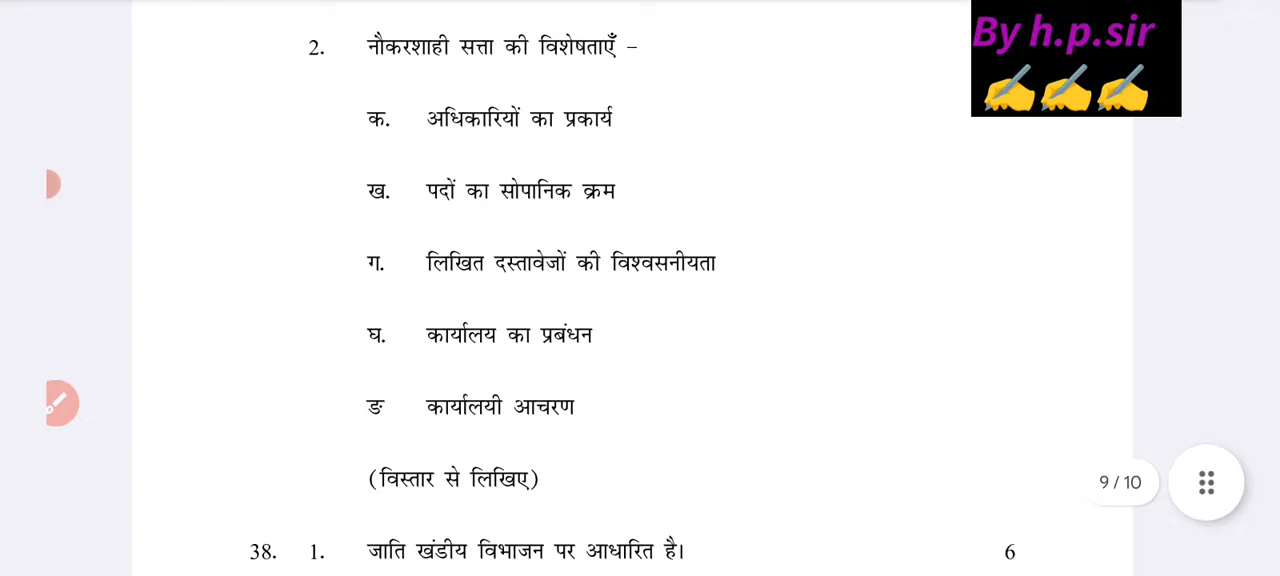 By h.p.sir
2. नौकरशाही सत्ता की विशेषताएँ –
क. अधिकारियों का प्रकार्य
ख. पदों का सोपानिक क्रम
ग. लिखित दस्तावेजों की विश्वसनीयता
घ. कार्यालय का प्रबंधन
ङ कार्यालयी आचरण
(विस्तार से लिखिए)
9 / 10
38. 1. जाति खंडीय विभाजन पर आधारित है। 6